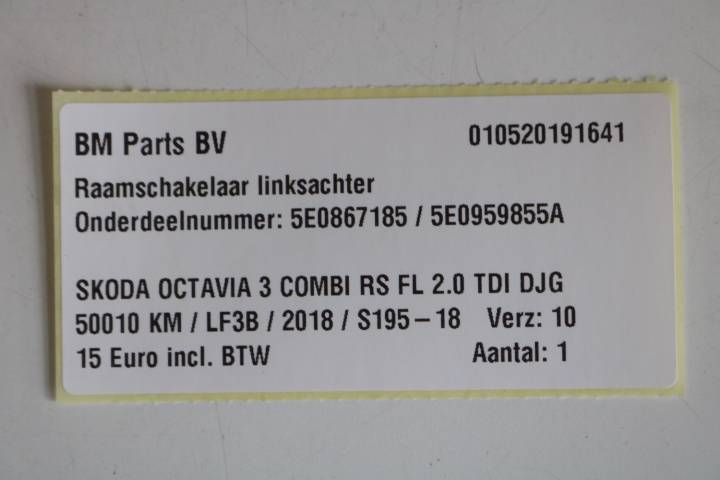 BM Parts BV 010520191641
Raamschakelaar linksachter
Onderdeelnummer: 5E0867185 / 5E0959855A
SKODA OCTAVIA 3 COMBI RS FL 2.0 TDI DJG
50010 KM / LF3B / 2018 / S195-18 Verz: 10
15 Euro incl. BTW Aantal: 1